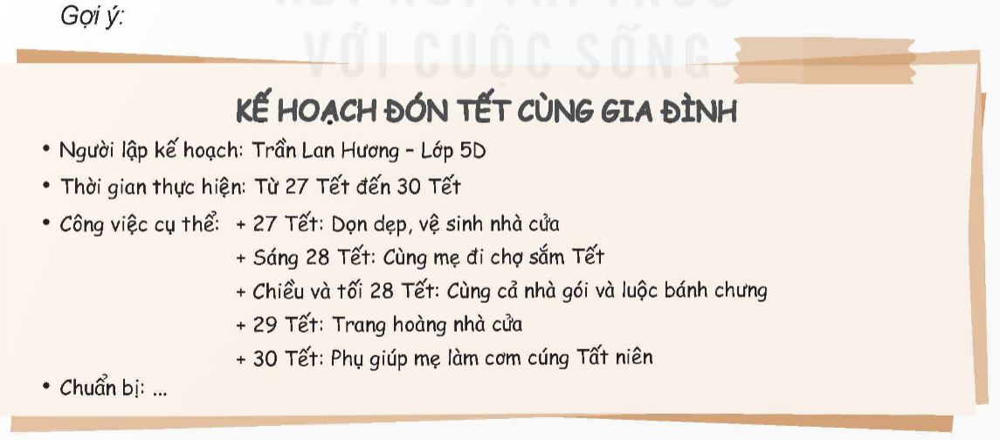 Gợi ý:
VỚI CUỘC SỐNG
KẾ HOẠCH ĐÓN TẾT CÙNG GIA ĐÌNH
• Người lập kế hoạch: Trần Lan Hương - Lớp 5D
• Thời gian thực hiện: Từ 27 Tết đến 30 Tết
• Công việc cụ thể: + 27 Tết: Dọn dẹp, vệ sinh nhà cửa
+ Sáng 28 Tết: Cùng mẹ đi chợ sắm Tết
+ Chiều và tối 28 Tết: Cùng cả nhà gói và luộc bánh chưng
+ 29 Tết: Trang hoàng nhà cửa
+ 30 Tết: Phụ giúp mẹ làm cơm cúng Tất niên
• Chuẩn bị: ...